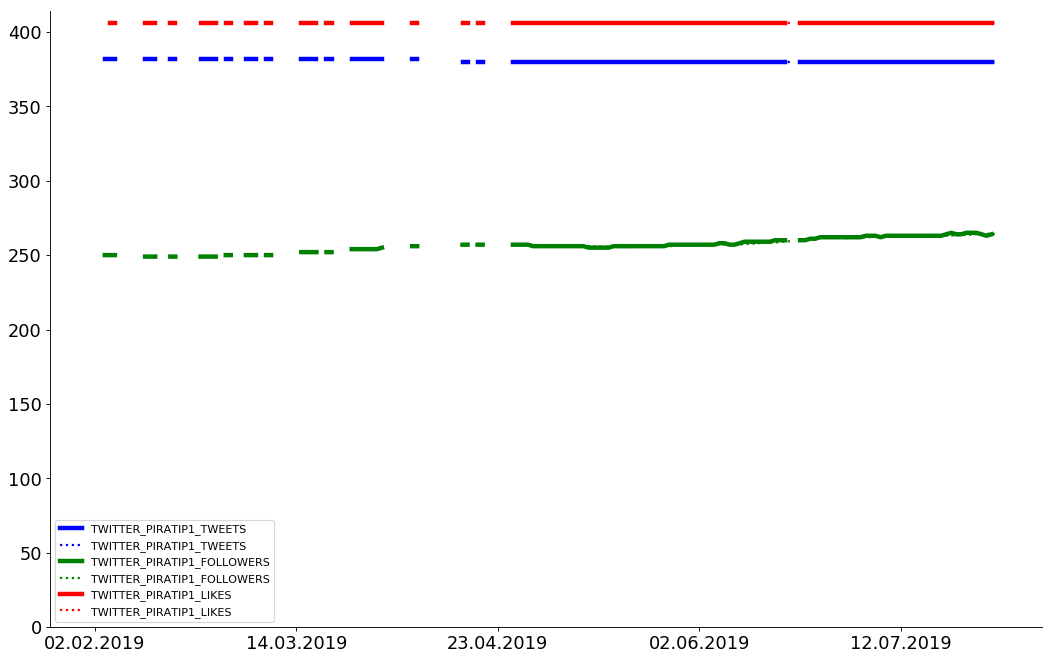 400
350
300
250
200
150
100
50
0
TWITTER_PIRATIP1_TWEETS
TWITTER_PIRATIP1_TWEETS
TWITTER_PIRATIP1_FOLLOWERS
TWITTER_PIRATIP1_FOLLOWERS
TWITTER_PIRATIP1_LIKES
TWITTER_PIRATIP1_LIKES
02.02.2019 14.03.2019 23.04.2019 02.06.2019 12.07.2019